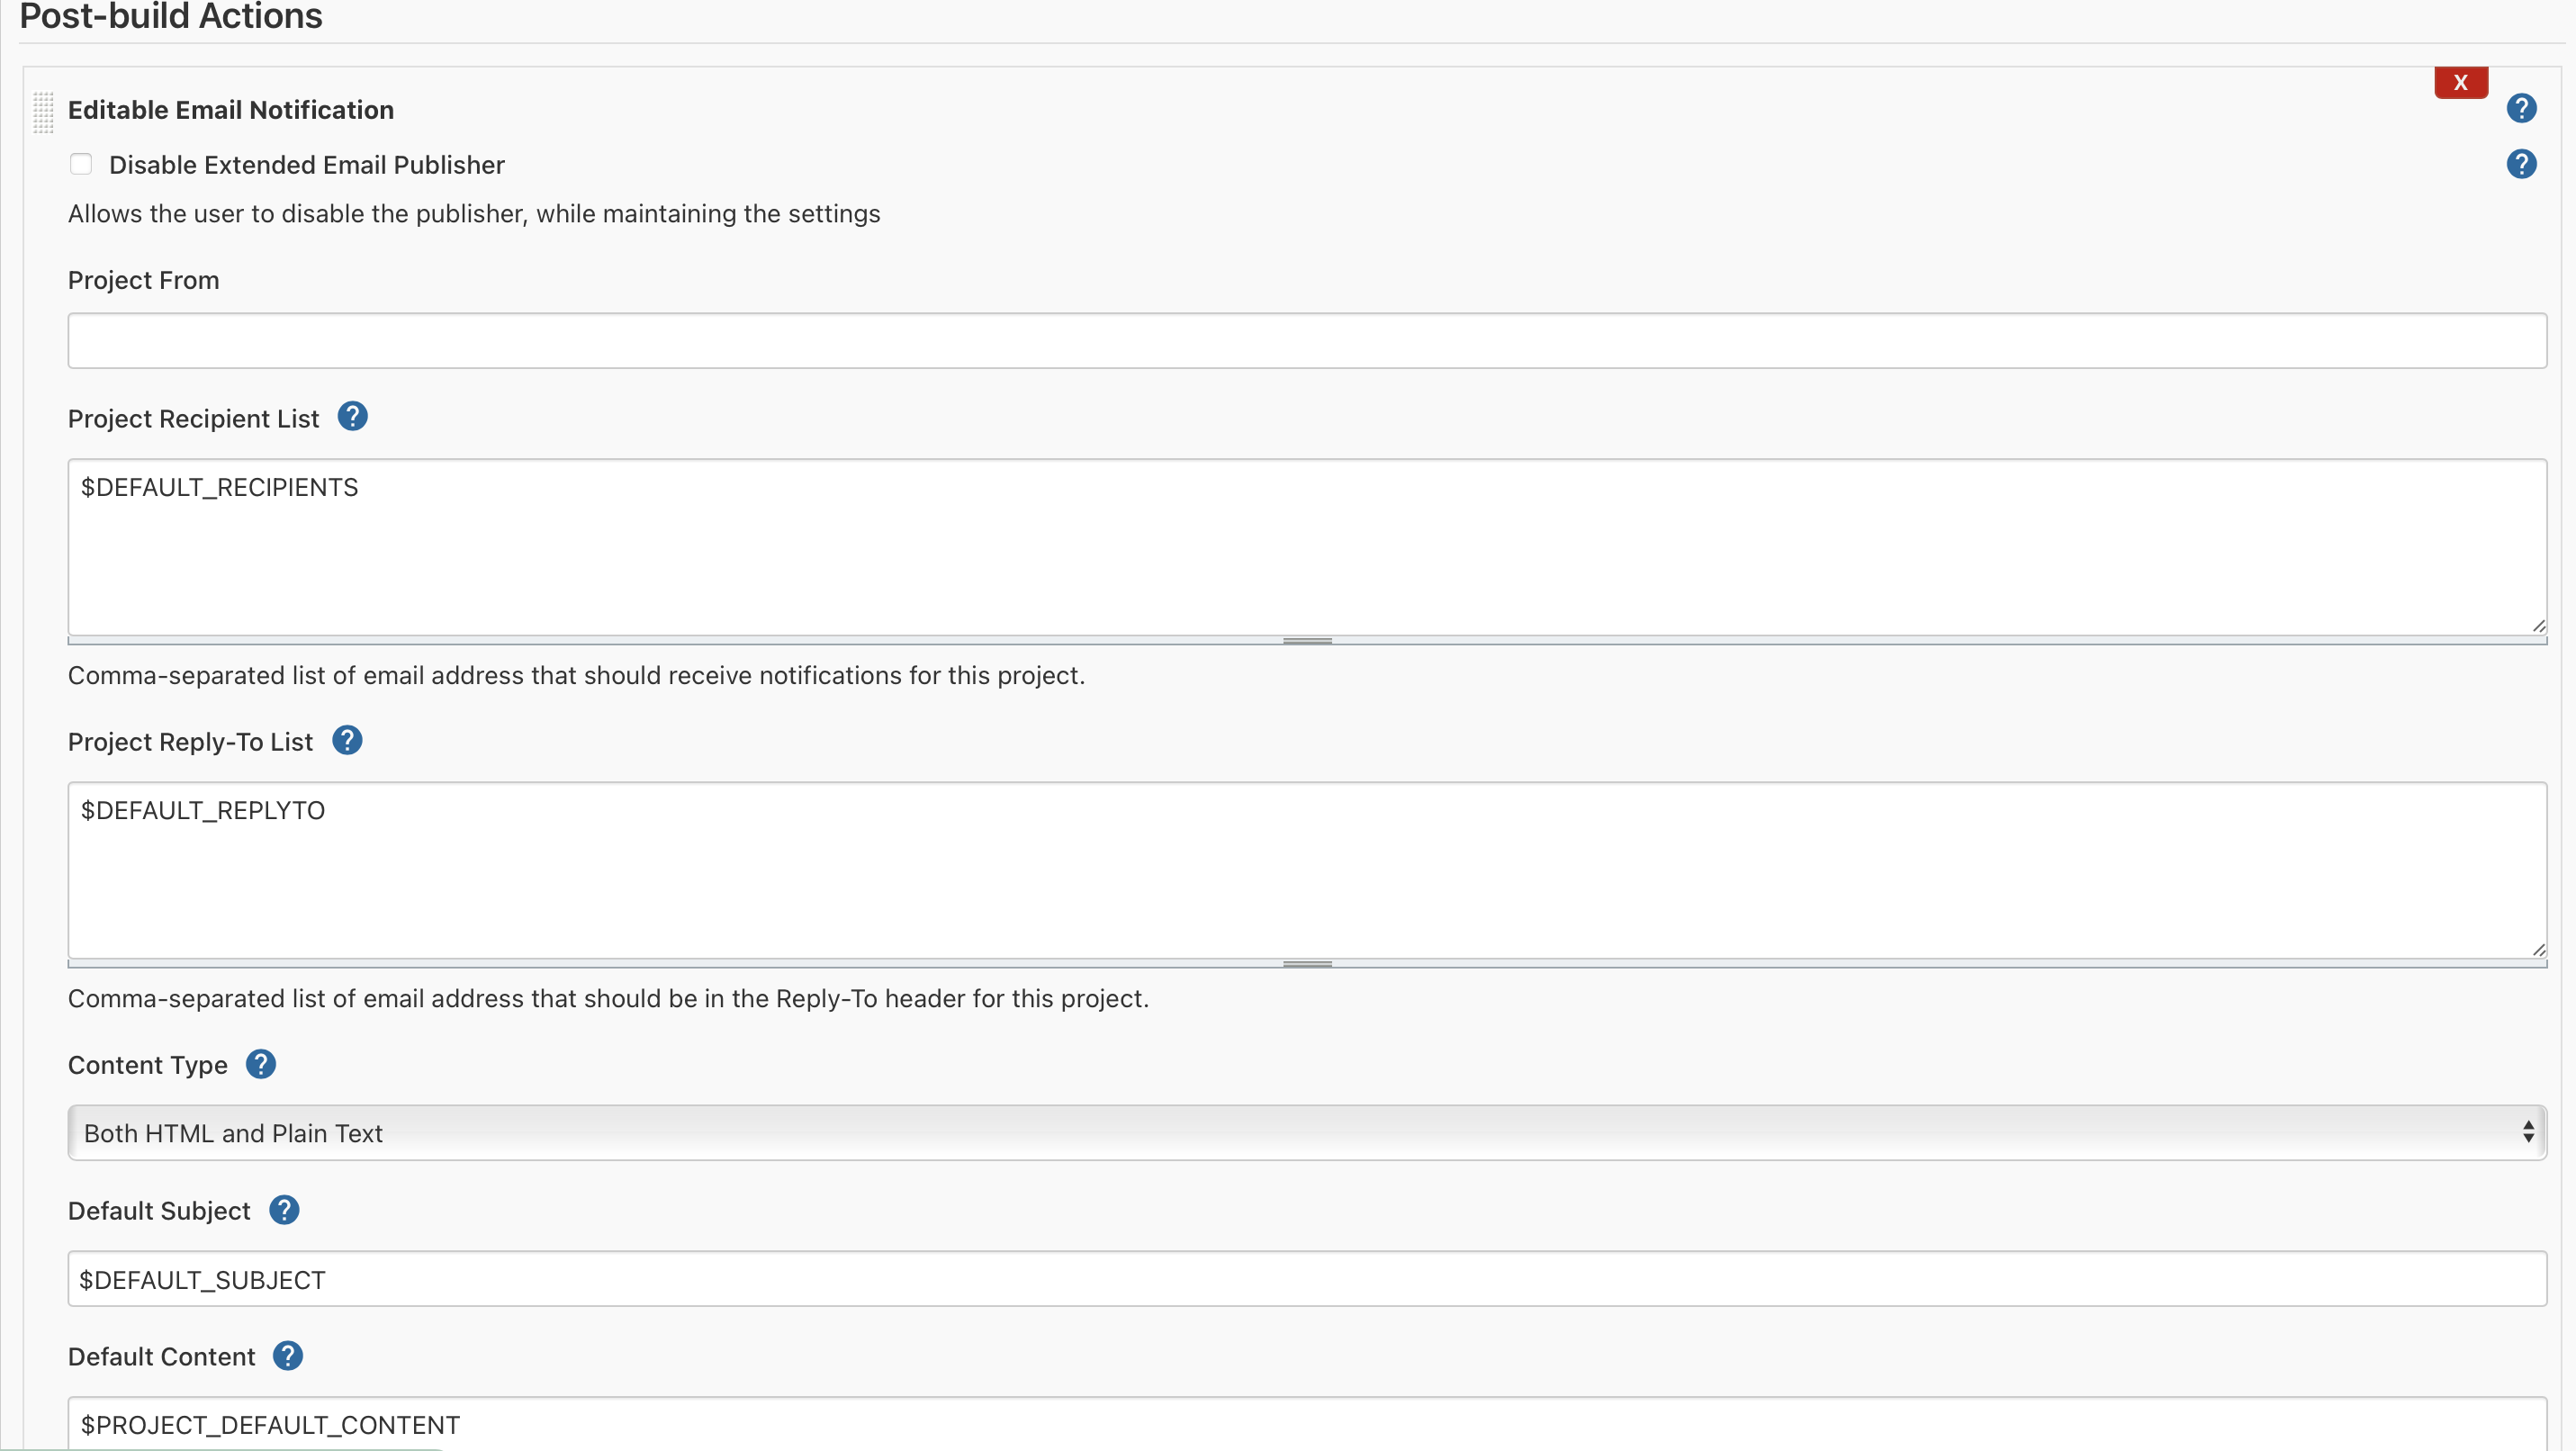 Post-build Actions
X
Editable Email Notification
?
Disable Extended Email Publisher
?
Allows the user to disable the publisher, while maintaining the settings
Project From
Project Recipient List ?
$DEFAULT_RECIPIENTS
Comma-separated list of email address that should receive notifications for this project.
Project Reply-To List ?
$DEFAULT_REPLYTO
Comma-separated list of email address that should be in the Reply-To header for this project.
Content Type ?
Both HTML and Plain Text
Default Subject ?
$DEFAULT_SUBJECT
Default Content ?
$PROJECT_DEFAULT_CONTENT